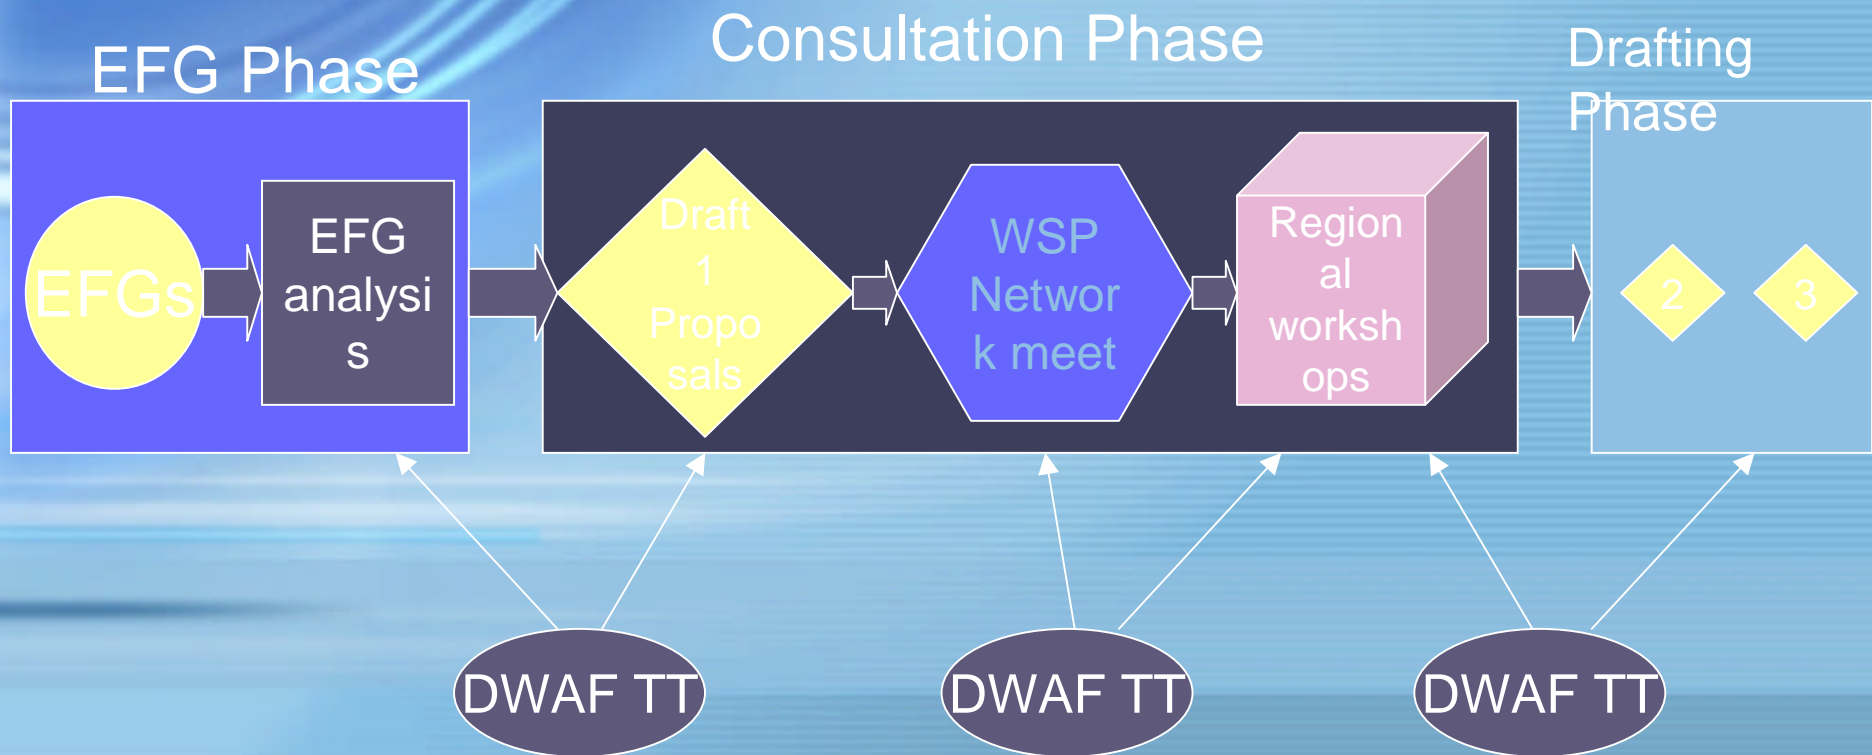 EFG Phase
Consultation Phase
Drafting
Phase
EFGs
EFG
analysi
s
Draft
1
Propo
sals
WSP
Networ
k meet
Region
al
worksh
ops
2
3
DWAF TT
DWAF TT
DWAF TT